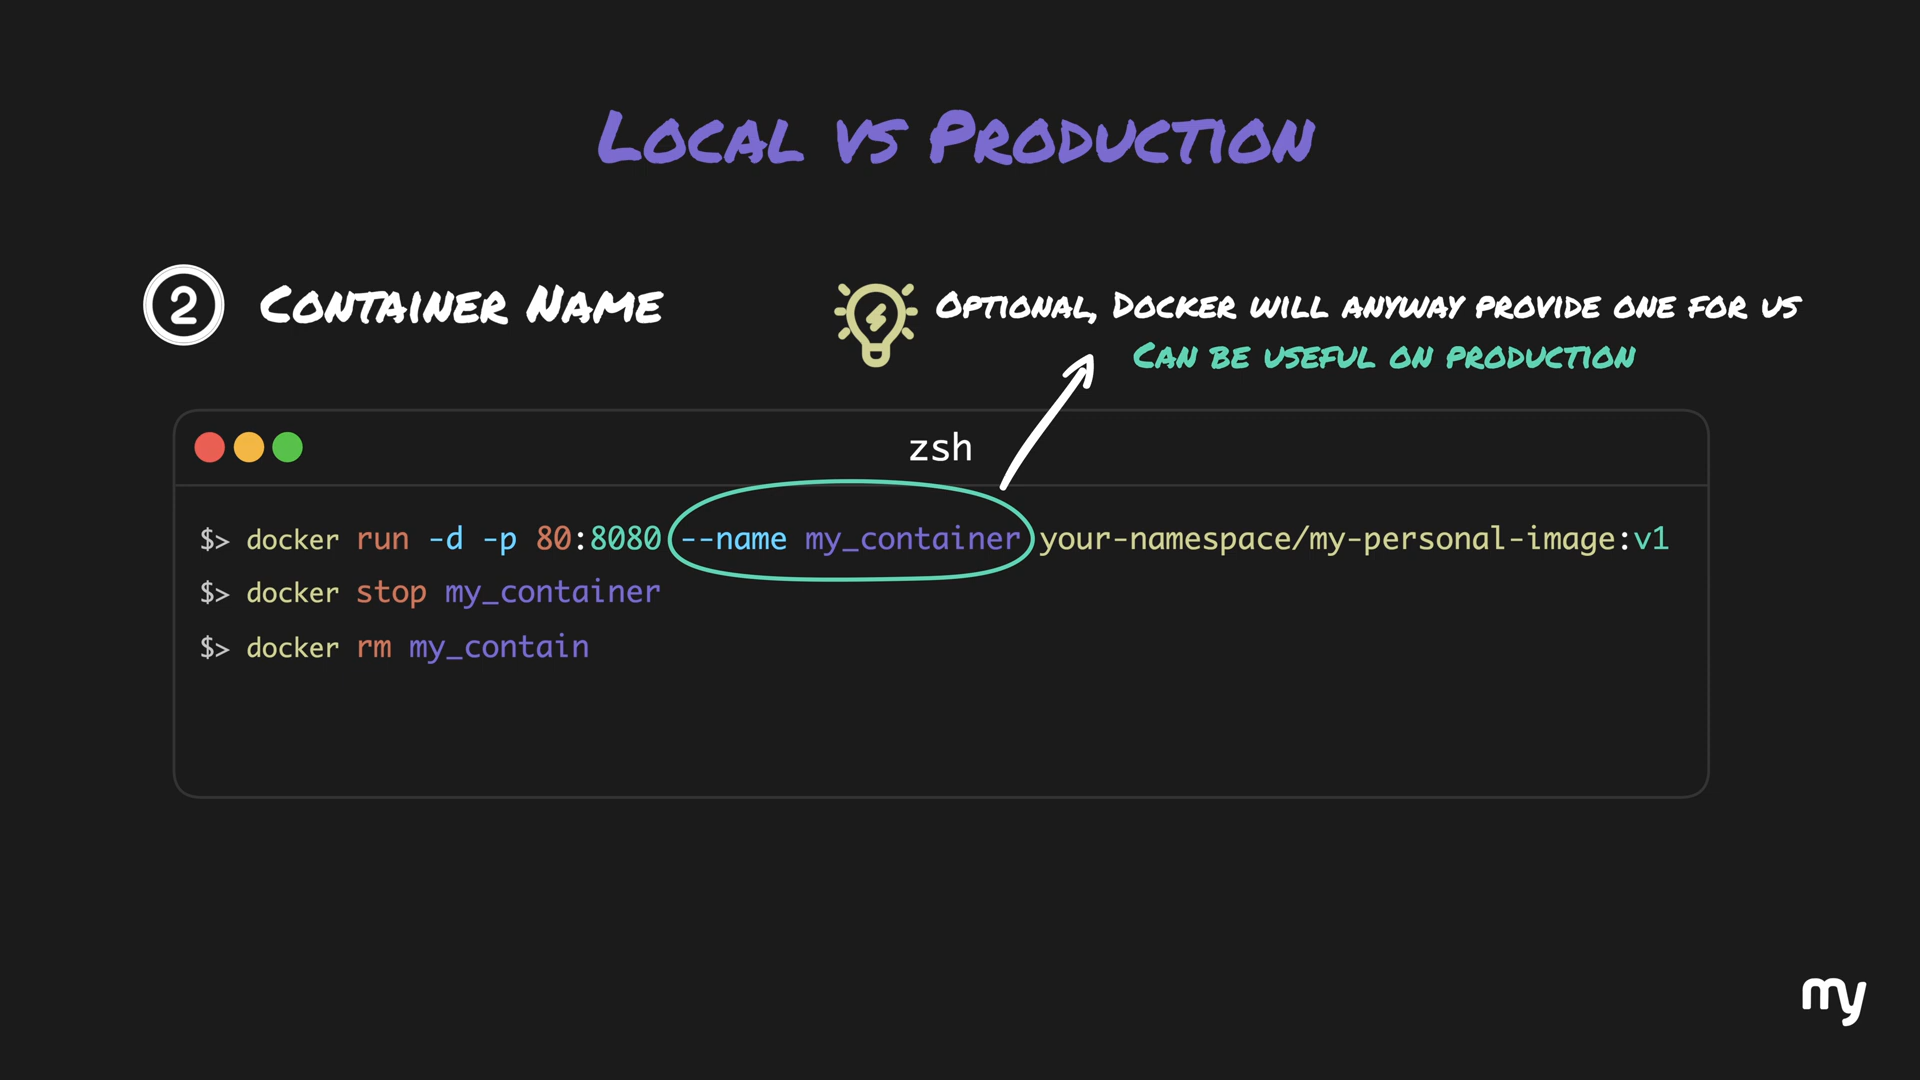 Local vs Production
2 Container Name
Optional, Docker will anyway provide one for us
Can be useful on production
zsh
$> docker run -d -p 80:8080 --name my_container your-namespace/my-personal-image:v1
$> docker stop my_container
$> docker rm my_contain
my